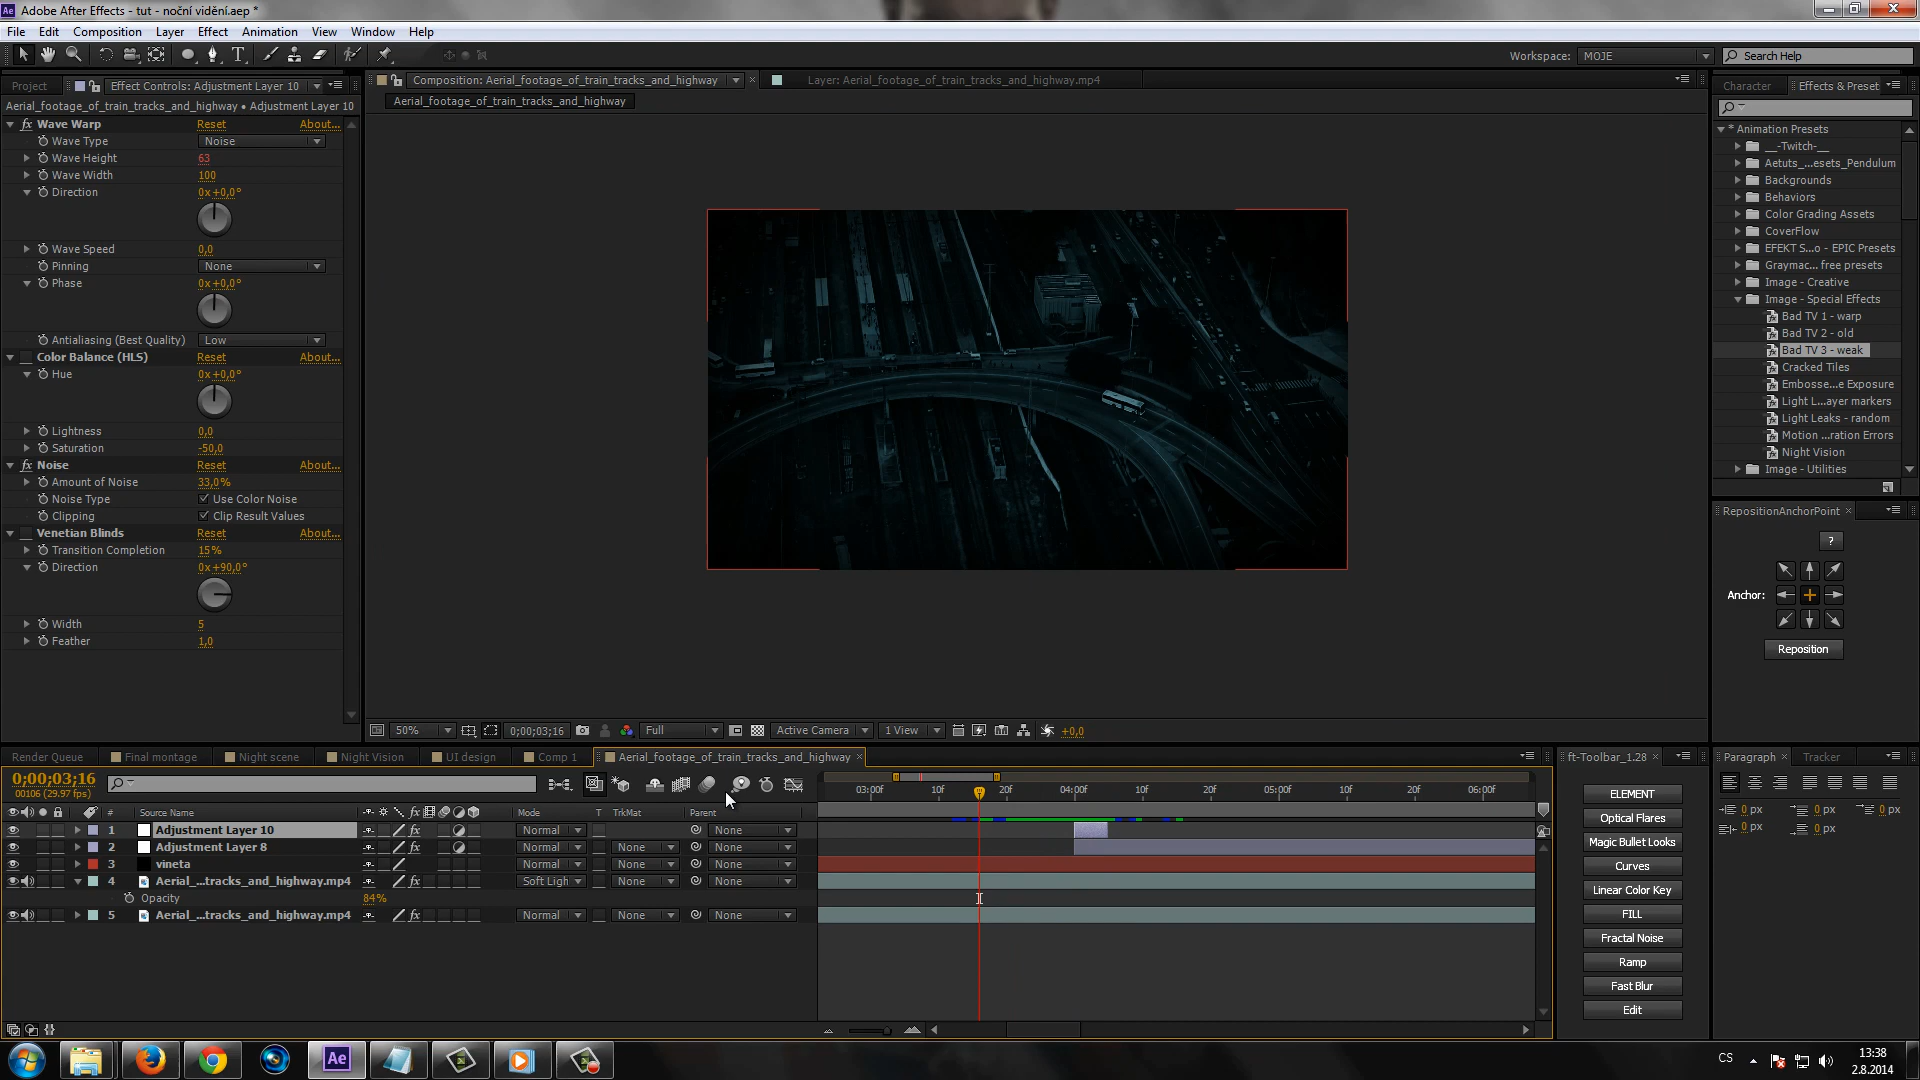 Adobe After Effects - tut - noční vidění.aep *
File Edit Composition Layer Effect Animation View Window Help
Workspace: MOJE Search Help
Project Effect Controls: Adjustment Layer 10
Composition: Aerial_footage_of_train_tracks_and_highway
Layer: Aerial_footage_of_train_tracks_and_highway.mp4
Character Effects & Preset
Aerial_footage_of_train_tracks_and_highway • Adjustment Layer 10
Aerial_footage_of_train_tracks_and_highway
fx Wave Warp Reset About...
Wave Type Noise
Wave Height 63
Wave Width 100
Direction 0x+0,0°
Wave Speed 0,0
Pinning None
Phase 0x+0,0°
Antialiasing (Best Quality) Low
Color Balance (HLS) Reset About...
Hue 0x+0,0°
Lightness 0,0
Saturation -50,0
fx Noise Reset About...
Amount of Noise 33,0%
Noise Type Use Color Noise
Clipping Clip Result Values
Venetian Blinds Reset About...
Transition Completion 15%
Direction 0x+90,0°
Width 5
Feather 1,0
* Animation Presets
__-Twitch-__
Aetuts_...esets_Pendulum
Backgrounds
Behaviors
Color Grading Assets
CoverFlow
EFEKT S...o - EPIC Presets
Graymac... free presets
Image - Creative
Image - Special Effects
Bad TV 1 - warp
Bad TV 2 - old
Bad TV 3 - weak
Cracked Tiles
Embosse...e Exposure
Light L...ayer markers
Light Leaks - random
Motion ...ration Errors
Night Vision
Image - Utilities
RepositionAnchorPoint
?
Anchor:
Reposition
50% 0;00;03;16 Full Active Camera 1 View +0,0
Render Queue Final montage Night scene Night Vision UI design Comp 1 Aerial_footage_of_train_tracks_and_highway
0;00;03;16
00106 (29.97 fps)
03:00f 10f 20f 04:00f 10f 20f 05:00f 10f 20f 06:00f
# Source Name fx Mode T TrkMat Parent
1 Adjustment Layer 10 fx Normal None
2 Adjustment Layer 8 fx Normal None None
3 vineta Normal None None
4 Aerial_...tracks_and_highway.mp4 fx Soft Ligh None None
Opacity 84%
5 Aerial_...tracks_and_highway.mp4 fx Normal None None
ft-Toolbar_1.28
ELEMENT
Optical Flares
Magic Bullet Looks
Curves
Linear Color Key
FILL
Fractal Noise
Ramp
Fast Blur
Edit
Paragraph Tracker
0 px 0 px 0 px
0 px 0 px
Ae
CS
13:38
2.8.2014